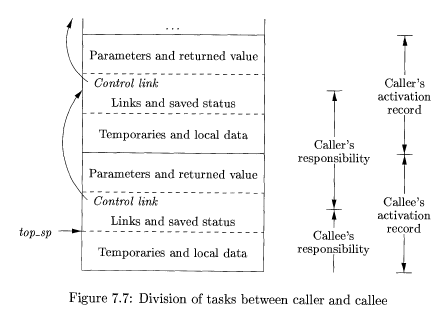 ...
Parameters and returned value
Control link
Links and saved status
Temporaries and local data
Parameters and returned value
Control link
Links and saved status
top_sp
Temporaries and local data
Caller's
responsibility
Callee's
responsibility
Caller's
activation
record
Callee's
activation
record
Figure 7.7: Division of tasks between caller and callee